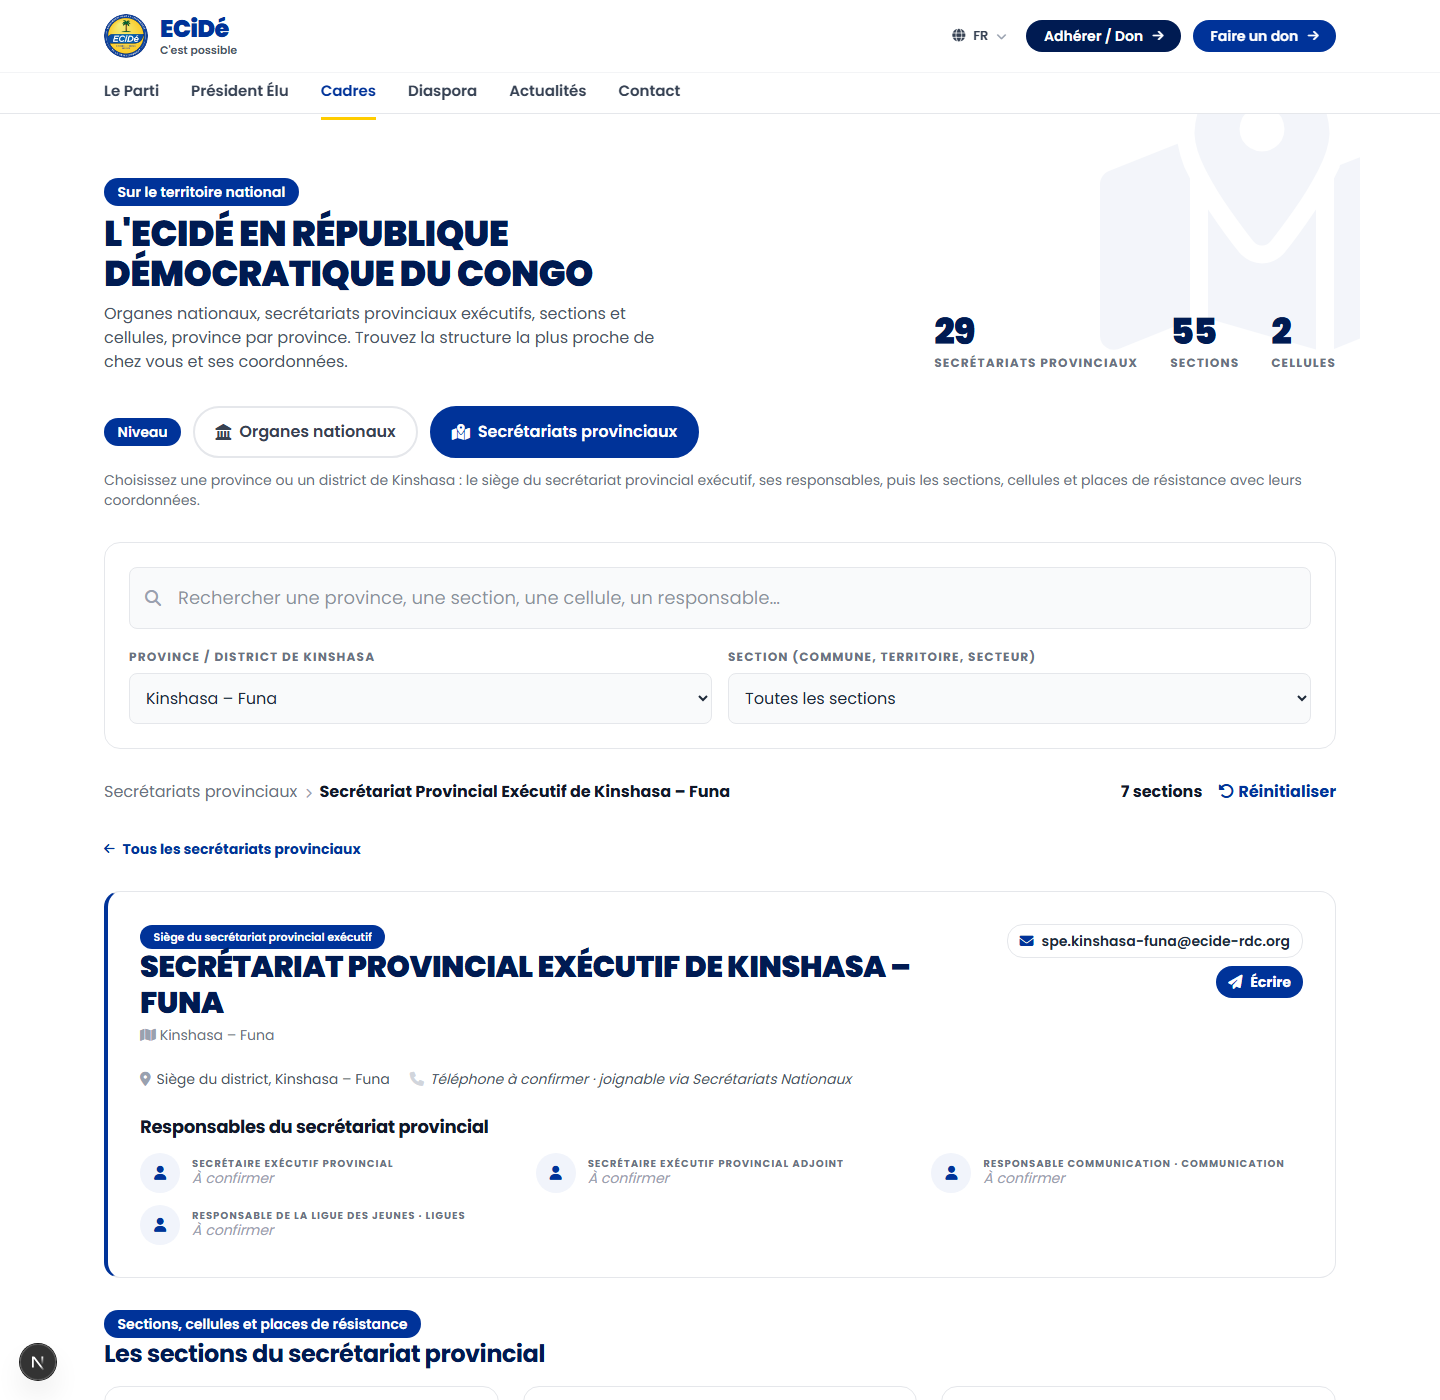 ECiDé
ECiDé
C'est possible
FR
Adhérer / Don
Faire un don
Le Parti
Président Élu
Cadres
Diaspora
Actualités
Contact
Sur le territoire national
L'ECIDÉ EN RÉPUBLIQUE
DÉMOCRATIQUE DU CONGO
Organes nationaux, secrétariats provinciaux exécutifs, sections et
cellules, province par province. Trouvez la structure la plus proche de
chez vous et ses coordonnées.
29
SECRÉTARIATS PROVINCIAUX
55
SECTIONS
2
CELLULES
Niveau
Organes nationaux
Secrétariats provinciaux
Choisissez une province ou un district de Kinshasa : le siège du secrétariat provincial exécutif, ses responsables, puis les sections, cellules et places de résistance avec leurs
coordonnées.
Rechercher une province, une section, une cellule, un responsable...
PROVINCE / DISTRICT DE KINSHASA
Kinshasa – Funa
SECTION (COMMUNE, TERRITOIRE, SECTEUR)
Toutes les sections
Secrétariats provinciaux
Secrétariat Provincial Exécutif de Kinshasa – Funa
7 sections
Réinitialiser
Tous les secrétariats provinciaux
Siège du secrétariat provincial exécutif
SECRÉTARIAT PROVINCIAL EXÉCUTIF DE KINSHASA –
FUNA
Kinshasa – Funa
spe.kinshasa-funa@ecide-rdc.org
Écrire
Siège du district, Kinshasa – Funa
Téléphone à confirmer · joignable via Secrétariats Nationaux
Responsables du secrétariat provincial
SECRÉTAIRE EXÉCUTIF PROVINCIAL
À confirmer
SECRÉTAIRE EXÉCUTIF PROVINCIAL ADJOINT
À confirmer
RESPONSABLE COMMUNICATION · COMMUNICATION
À confirmer
RESPONSABLE DE LA LIGUE DES JEUNES · LIGUES
À confirmer
Sections, cellules et places de résistance
Les sections du secrétariat provincial
N